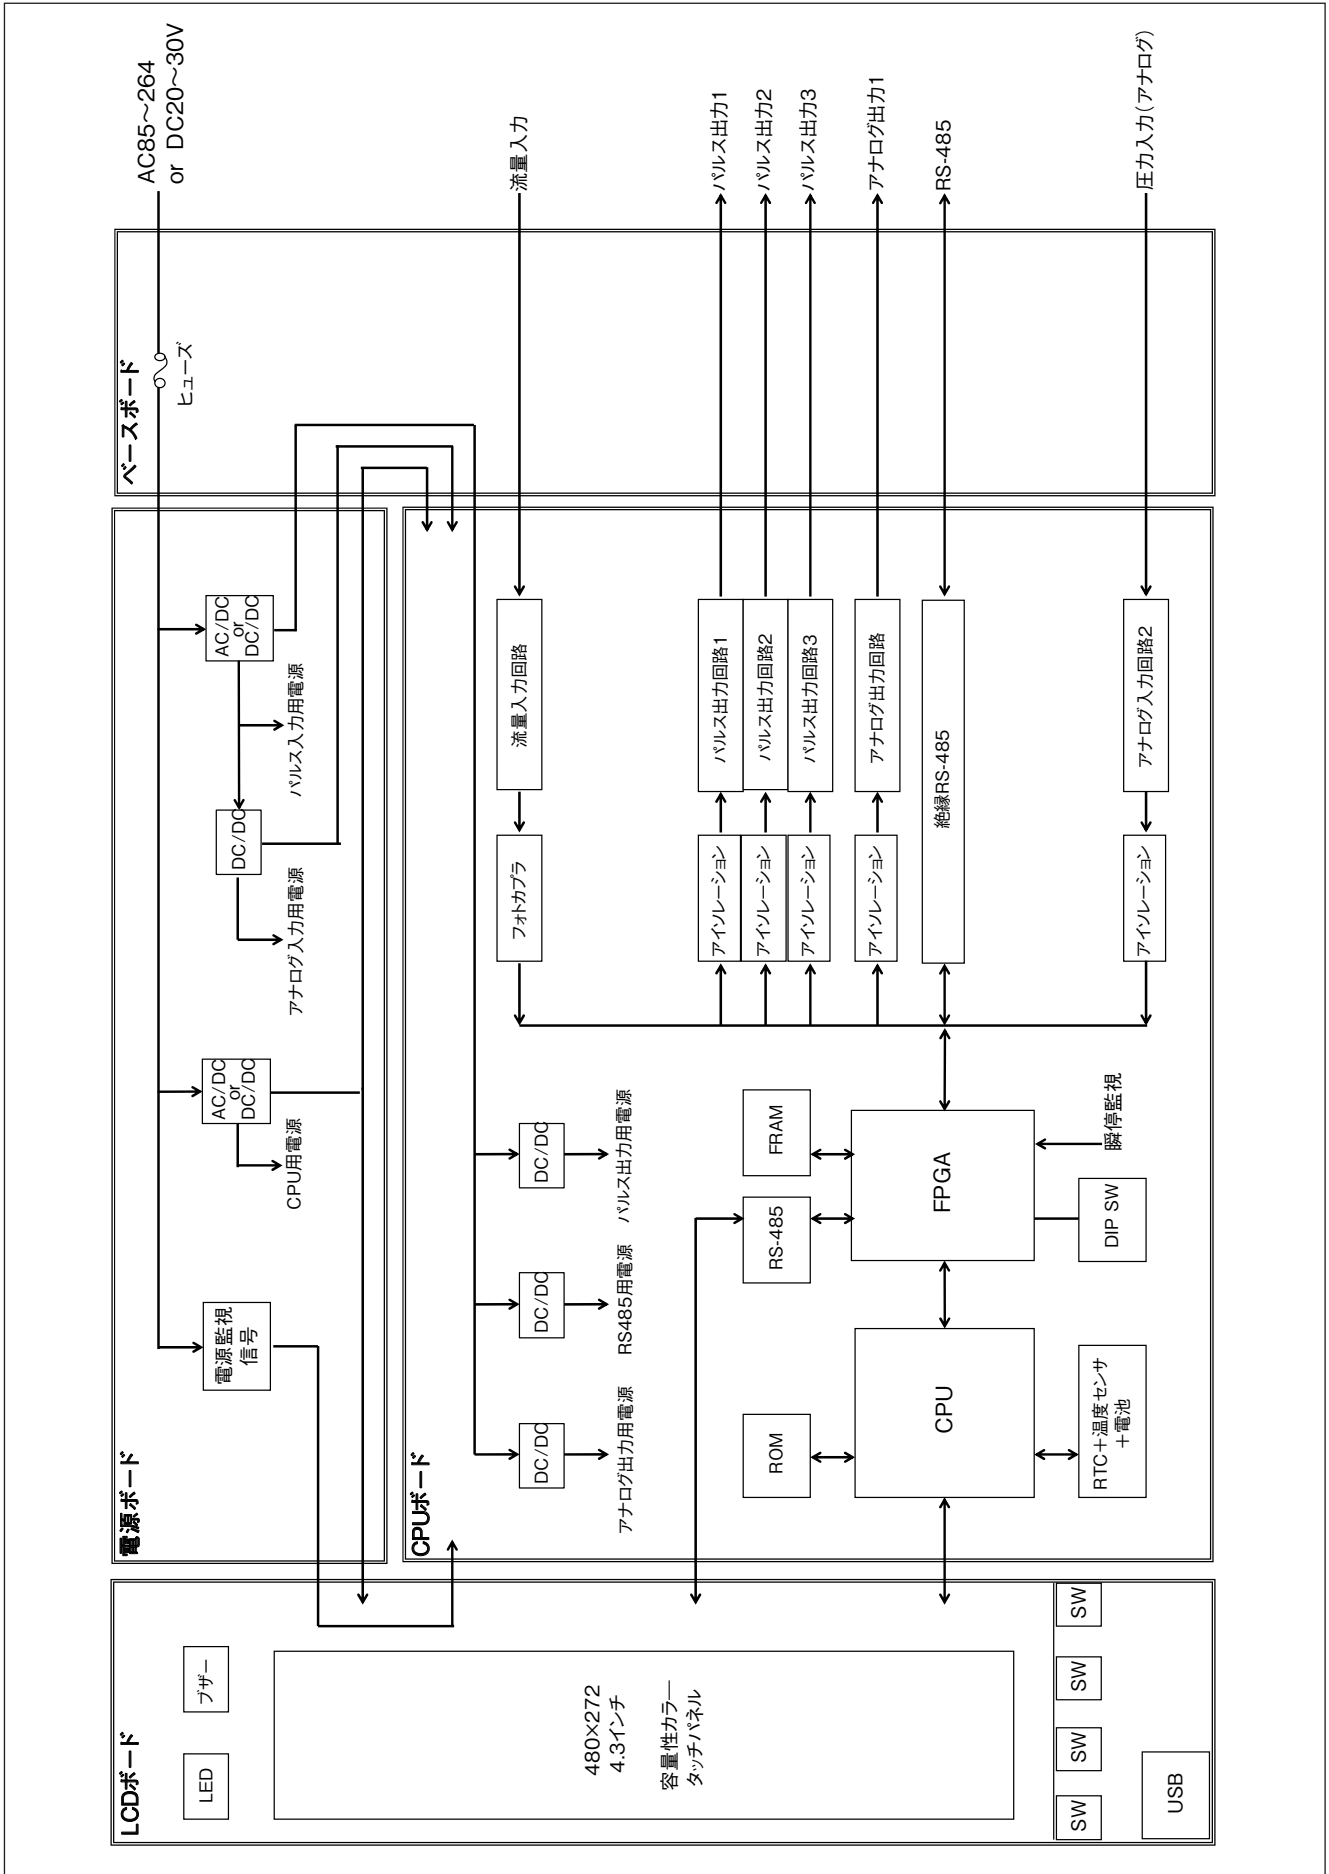 LCDボード
LED
ブザー
480×272
4.3インチ
容量性カラー
タッチパネル
SW
SW
SW
SW
USB
電源ボード
電源監視
信号
AC/DC
or
DC/DC
CPU用電源
DC/DC
アナログ入力用電源
AC/DC
or
DC/DC
パルス入力用電源
CPUボード
DC/DC
アナログ出力用電源
DC/DC
RS485用電源
DC/DC
パルス出力用電源
ROM
CPU
RTC+温度センサ
+電池
RS-485
FRAM
FPGA
DIP SW
瞬停監視
フォトカプラ
流量入力回路
アイソレーション
パルス出力回路1
アイソレーション
パルス出力回路2
アイソレーション
パルス出力回路3
アイソレーション
アナログ出力回路
絶縁RS-485
アイソレーション
アナログ入力回路2
ベースボード
ヒューズ
AC85~264
or DC20~30V
流量入力
パルス出力1
パルス出力2
パルス出力3
アナログ出力1
RS-485
圧力入力(アナログ)